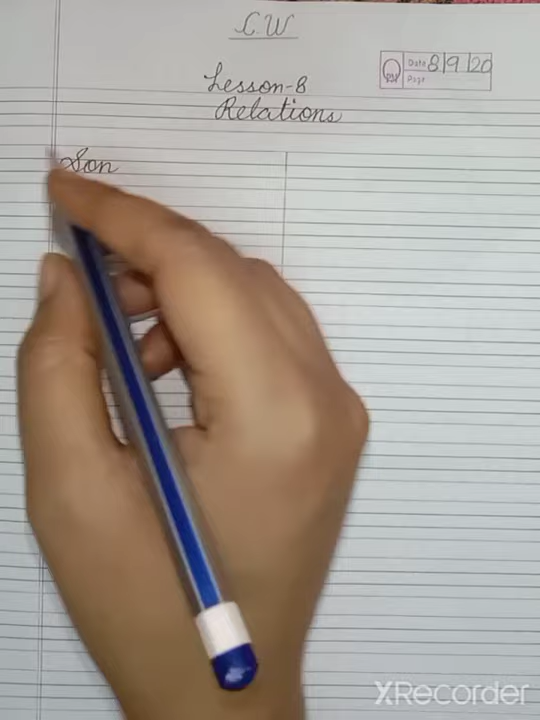 C.W
Date 8/9/20
Page
Lesson-8
Relations
Son
XRecorder